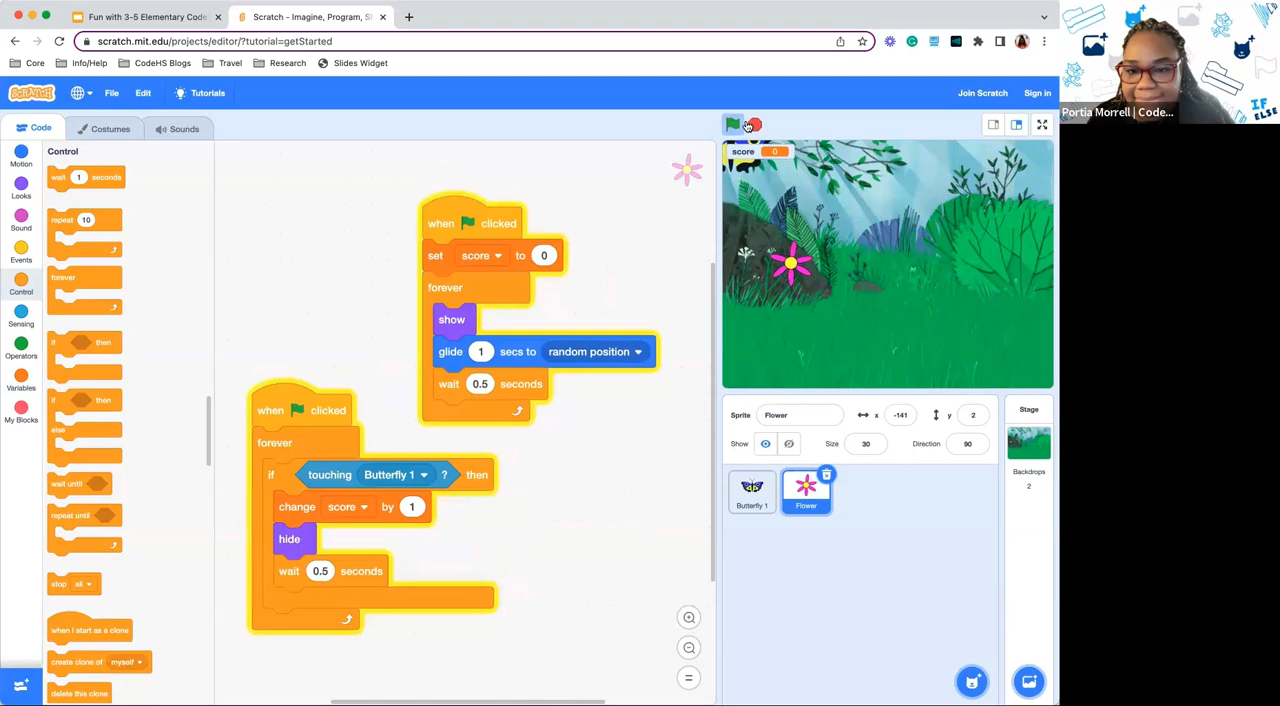 Fun with 3-5 Elementary Code
Scratch - Imagine, Program, S
scratch.mit.edu/projects/editor/?tutorial=getStarted
Core
Info/Help
CodeHS Blogs
Travel
Research
Slides Widget
SCRATCH
File
Edit
Tutorials
Join Scratch
Sign in
Code
Costumes
Sounds
Motion
Looks
Sound
Events
Control
Sensing
Operators
Variables
My Blocks
Control
wait 1 seconds
repeat 10
forever
if then
if then
else
wait until
repeat until
stop all
when I start as a clone
create clone of myself
delete this clone
when clicked
set score to 0
forever
show
glide 1 secs to random position
wait 0.5 seconds
when clicked
forever
if touching Butterfly 1 ? then
change score by 1
hide
wait 0.5 seconds
score 0
Sprite Flower x -141 y 2
Show Size 30 Direction 90
Butterfly 1
Flower
Stage
Backdrops
2
IF
ELSE
Portia Morrell | Code...